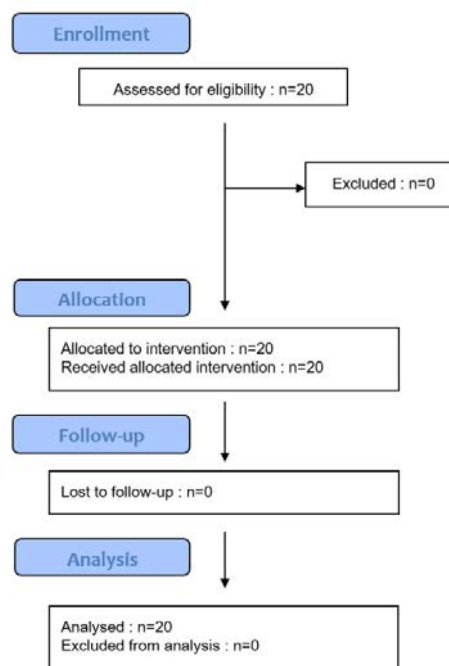 Enrollment
Assessed for eligibility : n=20
Excluded : n=0
Allocation
Allocated to intervention : n=20
Received allocated intervention : n=20
Follow-up
Lost to follow-up : n=0
Analysis
Analysed : n=20
Excluded from analysis : n=0